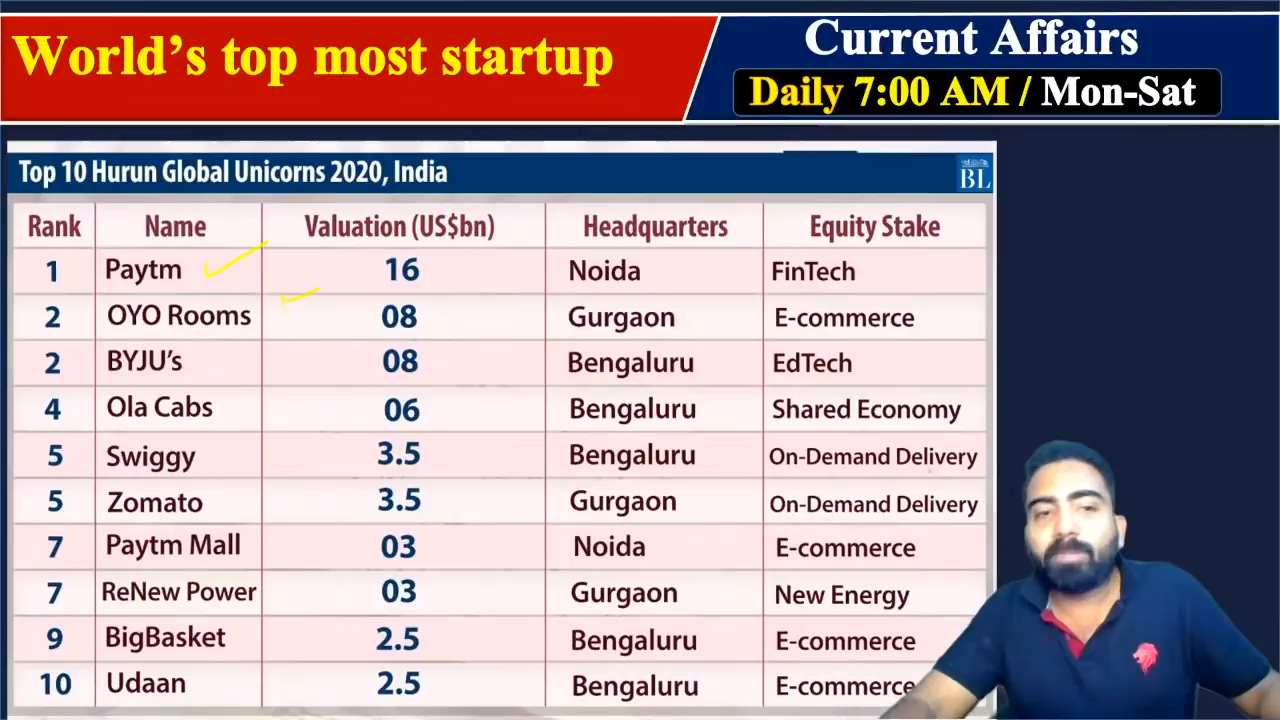 World's top most startup
Current Affairs
Daily 7:00 AM / Mon-Sat
Top 10 Hurun Global Unicorns 2020, India
BL
Rank Name Valuation (US$bn) Headquarters Equity Stake
1 Paytm 16 Noida FinTech
2 OYO Rooms 08 Gurgaon E-commerce
2 BYJU's 08 Bengaluru EdTech
4 Ola Cabs 06 Bengaluru Shared Economy
5 Swiggy 3.5 Bengaluru On-Demand Delivery
5 Zomato 3.5 Gurgaon On-Demand Delivery
7 Paytm Mall 03 Noida E-commerce
7 ReNew Power 03 Gurgaon New Energy
9 BigBasket 2.5 Bengaluru E-commerce
10 Udaan 2.5 Bengaluru E-commerce